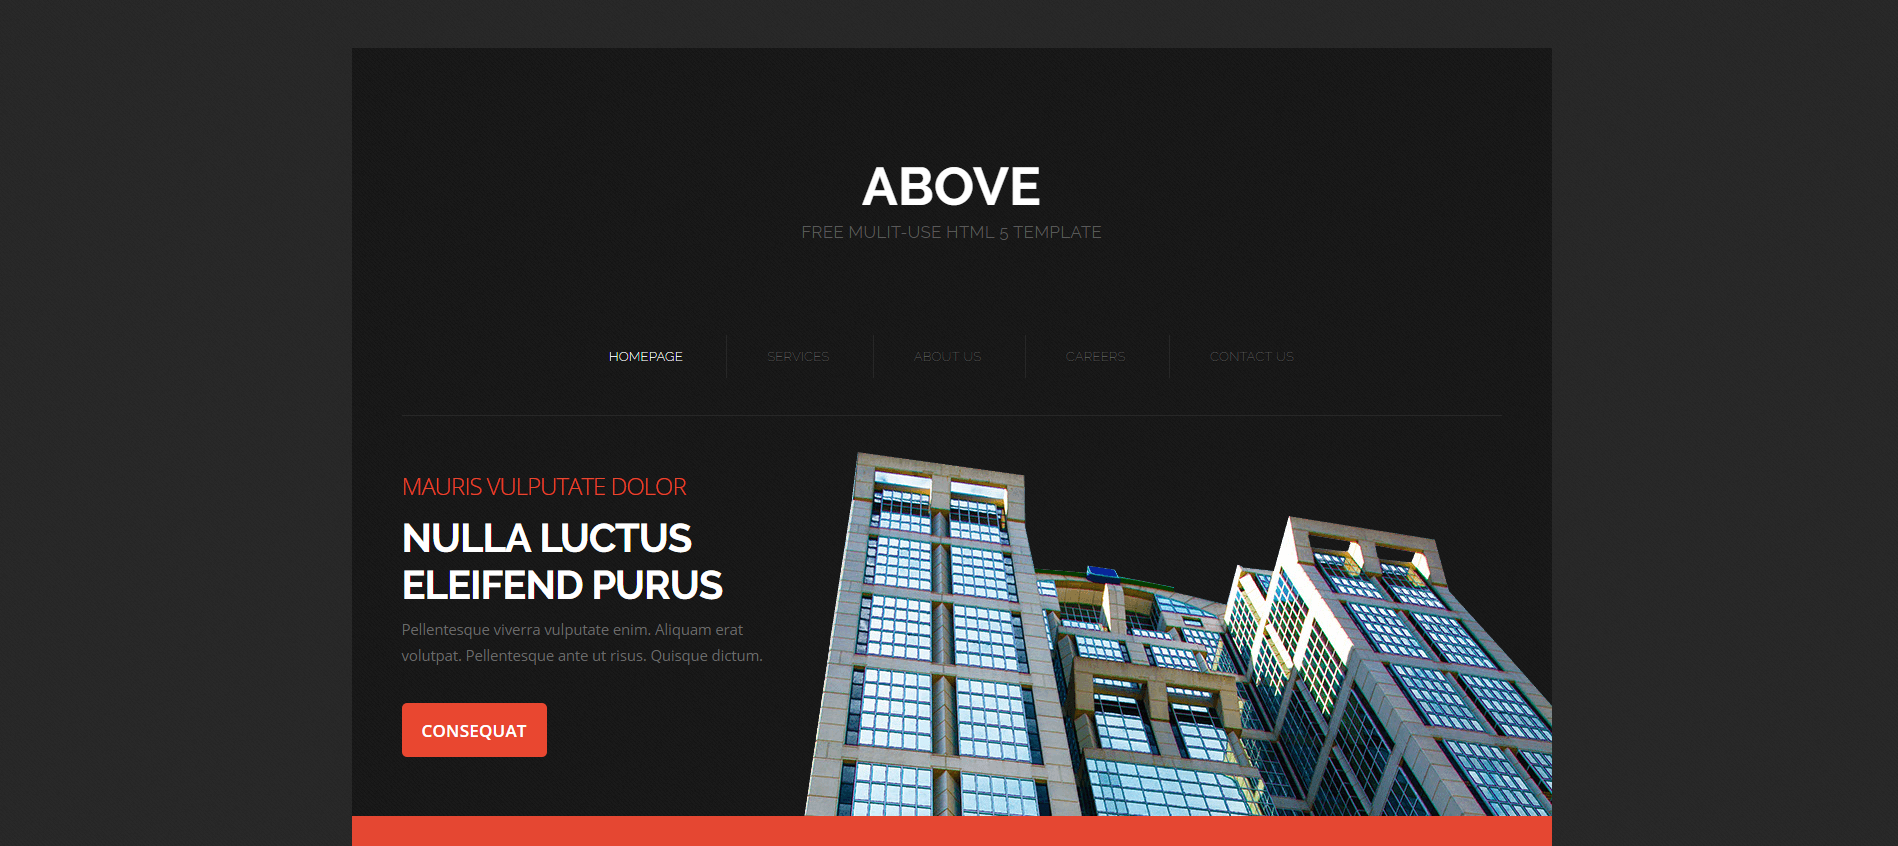 ABOVE
FREE MULIT-USE HTML 5 TEMPLATE
HOMEPAGE SERVICES ABOUT US CAREERS CONTACT US
MAURIS VULPUTATE DOLOR
NULLA LUCTUS
ELEIFEND PURUS
Pellentesque viverra vulputate enim. Aliquam erat
volutpat. Pellentesque ante ut risus. Quisque dictum.
CONSEQUAT